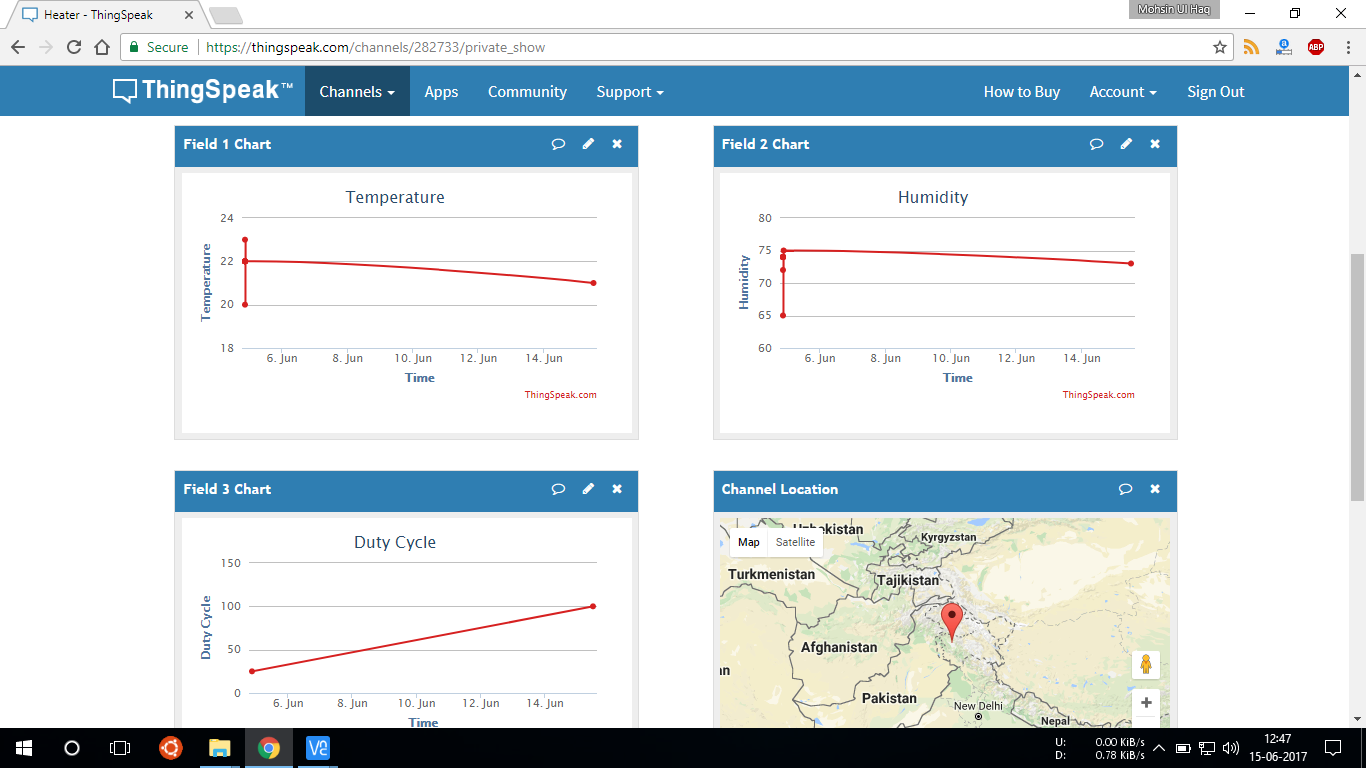 Heater - ThingSpeak
Mohsin Ul Haq
Secure
https://thingspeak.com/channels/282733/private_show
a
ABP
ThingSpeak™
Channels
Apps
Community
Support
How to Buy
Account
Sign Out
Field 1 Chart
Temperature
24
22
20
18
Temperature
6. Jun
8. Jun
10. Jun
12. Jun
14. Jun
Time
ThingSpeak.com
Field 2 Chart
Humidity
80
75
70
65
60
Humidity
6. Jun
8. Jun
10. Jun
12. Jun
14. Jun
Time
ThingSpeak.com
Field 3 Chart
Duty Cycle
150
100
50
0
Duty Cycle
6. Jun
8. Jun
10. Jun
12. Jun
14. Jun
Time
Channel Location
Map
Satellite
Uzbekistan
Kyrgyzstan
Turkmenistan
Tajikistan
Afghanistan
an
Pakistan
New Delhi
Nepal
U: 0.00 KiB/s
D: 0.78 KiB/s
12:47
15-06-2017